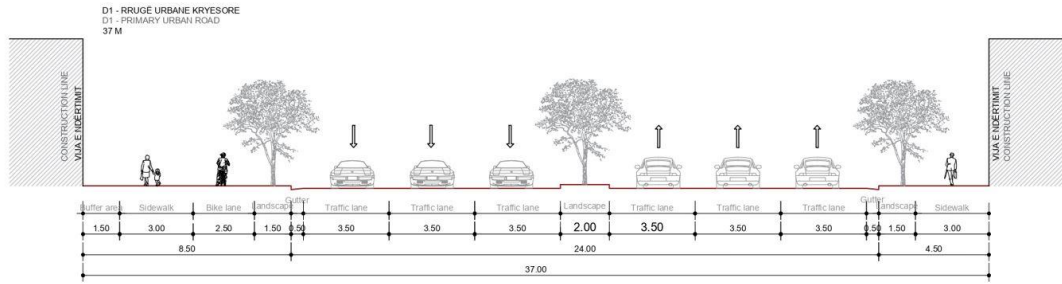 D1 - RRUGË URBANE KRYESORE
D1 - PRIMARY URBAN ROAD
37 M
CONSTRUCTION LINE
VIJA E NDËRTIMIT
VIJA E NDËRTIMIT
CONSTRUCTION LINE
Buffer area Sidewalk Bike lane Landscape Gutter Traffic lane Traffic lane Traffic lane Landscape Traffic lane Traffic lane Traffic lane Gutter Landscape Sidewalk
1.50 3.00 2.50 1.50 0.50 3.50 3.50 3.50 2.00 3.50 3.50 3.50 0.50 1.50 3.00
8.50 24.00 4.50
37.00